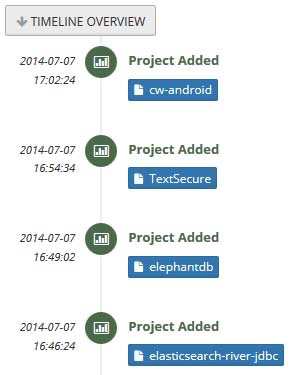 TIMELINE OVERVIEW
2014-07-07 Project Added
17:02:24
cw-android
2014-07-07 Project Added
16:54:34
TextSecure
2014-07-07 Project Added
16:49:02
elephantdb
2014-07-07 Project Added
16:46:24
elasticsearch-river-jdbc